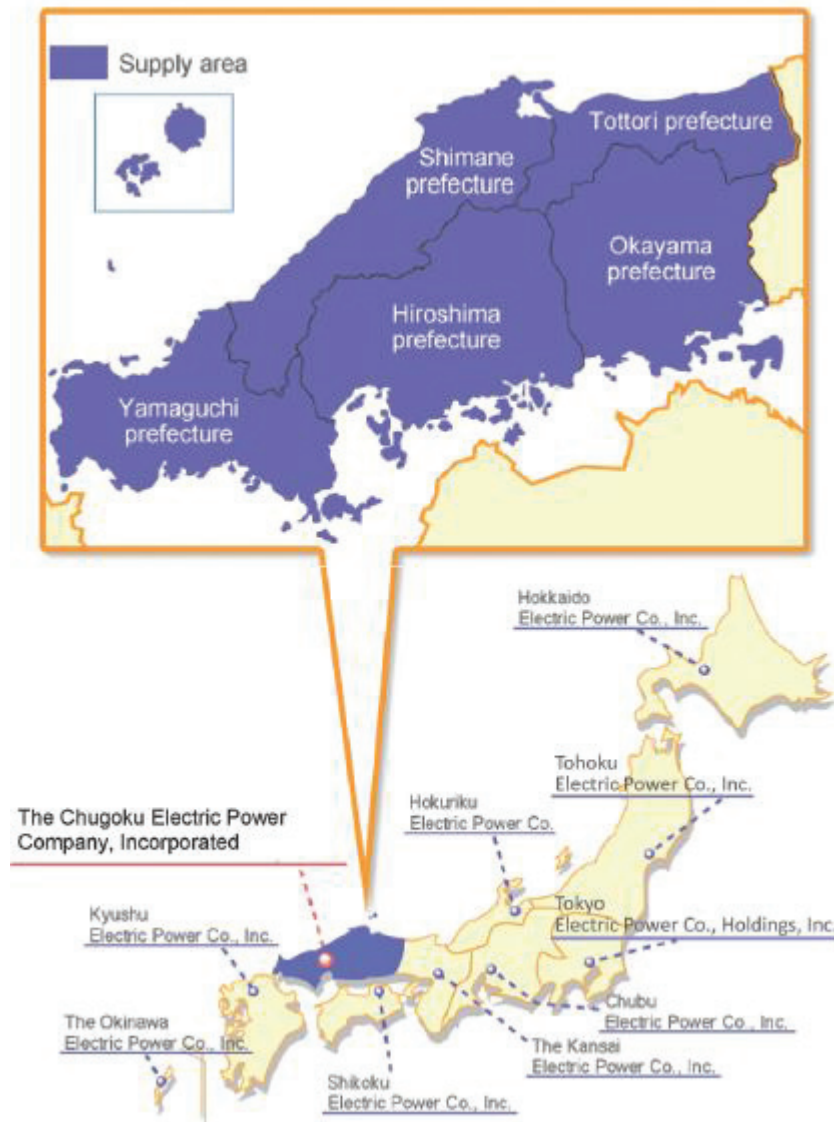 Supply area
Tottori prefecture
Shimane
prefecture
Okayama
prefecture
Hiroshima
prefecture
Yamaguchi
prefecture
Hokkaido
Electric Power Co., Inc.
Tohoku
Electric Power Co., Inc.
Hokuriku
Electric Power Co.
The Chugoku Electric Power
Company, Incorporated
Tokyo
Electric Power Co., Holdings, Inc.
Kyushu
Electric Power Co., Inc.
Chubu
Electric Power Co., Inc.
The Okinawa
Electric Power Co., Inc.
The Kansai
Electric Power Co., Inc.
Shikoku
Electric Power Co., Inc.